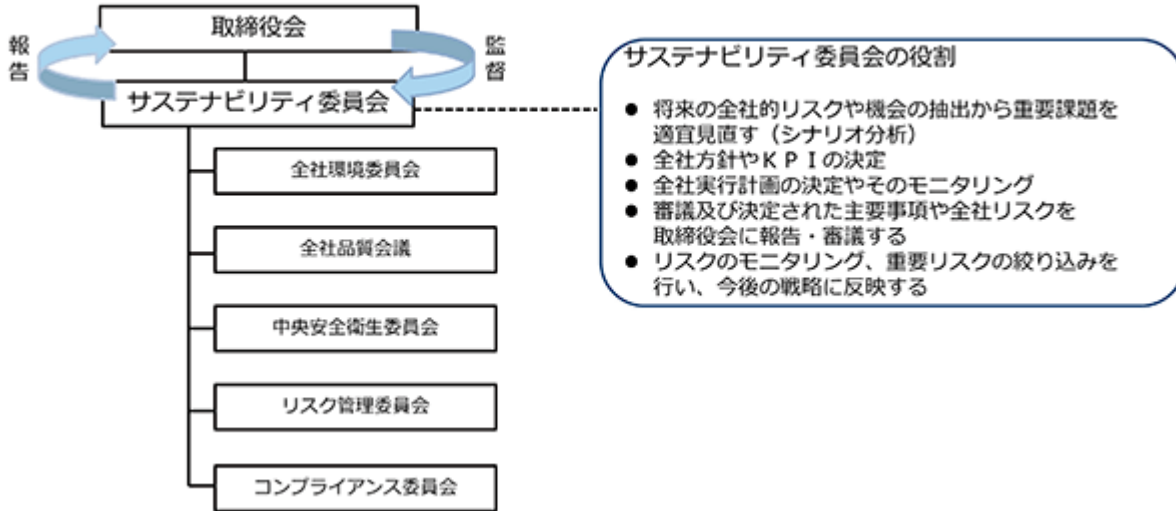 取締役会
報告
監督
サステナビリティ委員会
全社環境委員会
全社品質会議
中央安全衛生委員会
リスク管理委員会
コンプライアンス委員会
サステナビリティ委員会の役割
● 将来の全社的リスクや機会の抽出から重要課題を
適宜見直す（シナリオ分析）
● 全社方針やＫＰＩの決定
● 全社実行計画の決定やそのモニタリング
● 審議及び決定された主要事項や全社リスクを
取締役会に報告・審議する
● リスクのモニタリング、重要リスクの絞り込みを
行い、今後の戦略に反映する